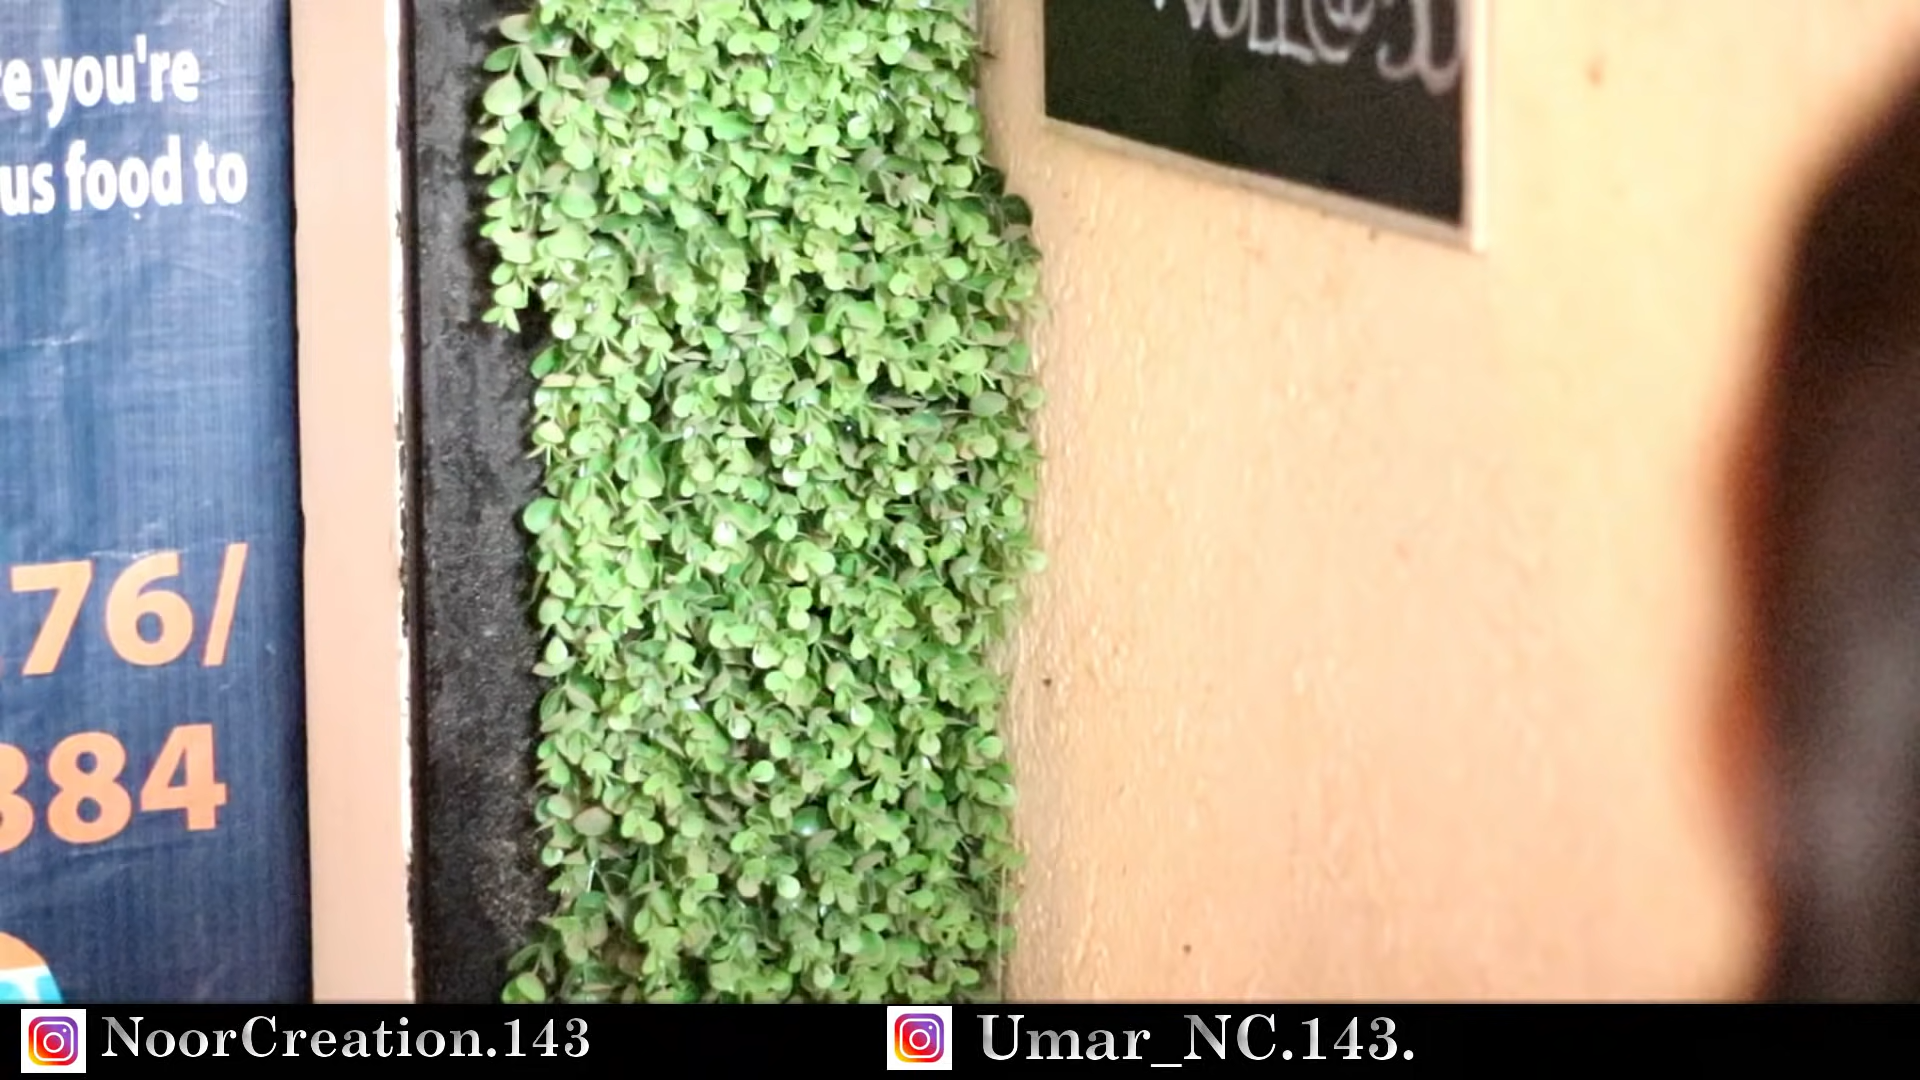 e you're
us food to
76/
384
NoorCreation.143
Umar_NC.143.